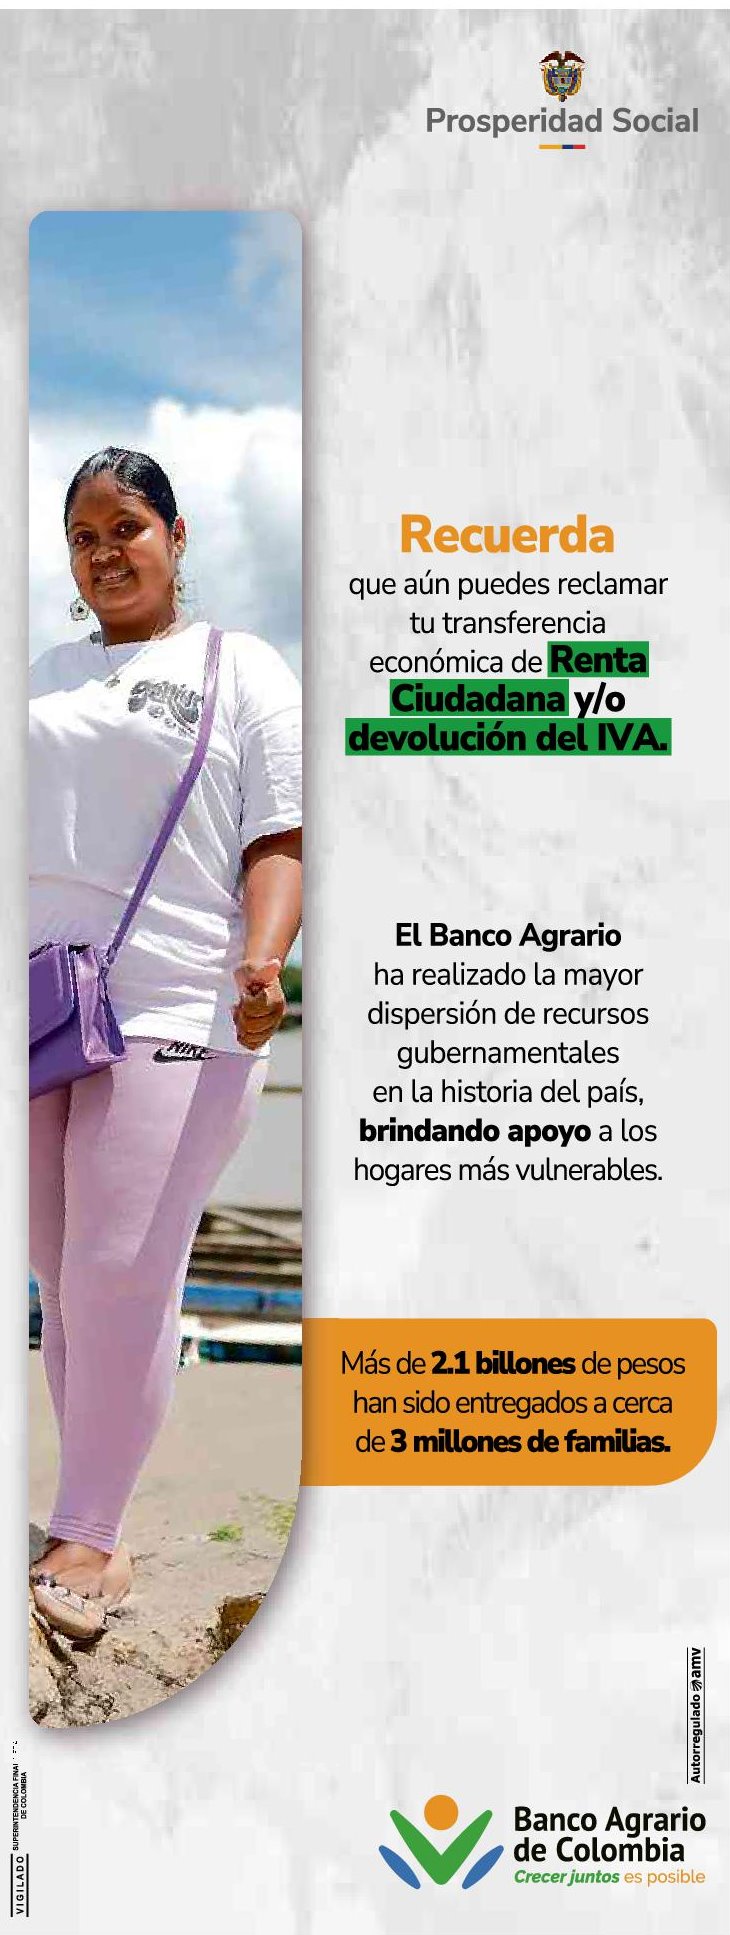 Prosperidad Social
genius
NIKE
Recuerda
que aún puedes reclamar
tu transferencia
económica de Renta
Ciudadana y/o
devolución del IVA.
El Banco Agrario
ha realizado la mayor
dispersión de recursos
gubernamentales
en la historia del país,
brindando apoyo a los
hogares más vulnerables.
Más de 2.1 billones de pesos
han sido entregados a cerca
de 3 millones de familias.
Autorregulado amv
VIGILADO
SUPERINTENDENCIA
DE COLOMBIA
Banco Agrario
de Colombia
Crecer juntos es posible